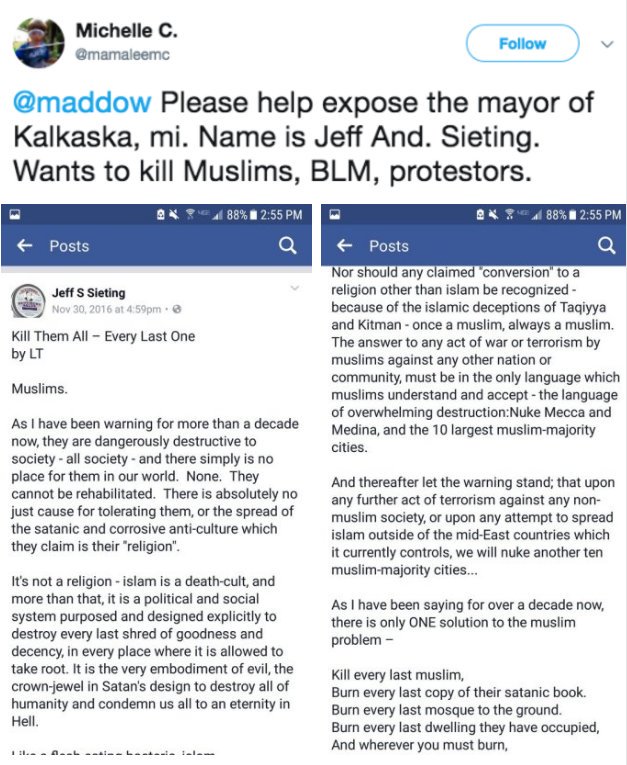 Michelle C.
@mamaleemc
Follow
@maddow Please help expose the mayor of
Kalkaska, mi. Name is Jeff And. Sieting.
Wants to kill Muslims, BLM, protestors.
88% 2:55 PM
Posts
Jeff S Sieting
Nov 30, 2016 at 4:59pm •
Kill Them All – Every Last One
by LT
Muslims.
As I have been warning for more than a decade
now, they are dangerously destructive to
society - all society - and there simply is no
place for them in our world.  None.  They
cannot be rehabilitated.  There is absolutely no
just cause for tolerating them, or the spread of
the satanic and corrosive anti-culture which
they claim is their "religion".
It's not a religion - islam is a death-cult, and
more than that, it is a political and social
system purposed and designed explicitly to
destroy every last shred of goodness and
decency, in every place where it is allowed to
take root. It is the very embodiment of evil, the
crown-jewel in Satan's design to destroy all of
humanity and condemn us all to an eternity in
Hell.
88% 2:55 PM
Posts
Nor should any claimed "conversion" to a
religion other than islam be recognized -
because of the islamic deceptions of Taqiyya
and Kitman - once a muslim, always a muslim.
The answer to any act of war or terrorism by
muslims against any other nation or
community, must be in the only language which
muslims understand and accept - the language
of overwhelming destruction:Nuke Mecca and
Medina, and the 10 largest muslim-majority
cities.
And thereafter let the warning stand; that upon
any further act of terrorism against any non-
muslim society, or upon any attempt to spread
islam outside of the mid-East countries which
it currently controls, we will nuke another ten
muslim-majority cities...
As I have been saying for over a decade now,
there is only ONE solution to the muslim
problem –
Kill every last muslim,
Burn every last copy of their satanic book.
Burn every last mosque to the ground.
Burn every last dwelling they have occupied,
And wherever you must burn,